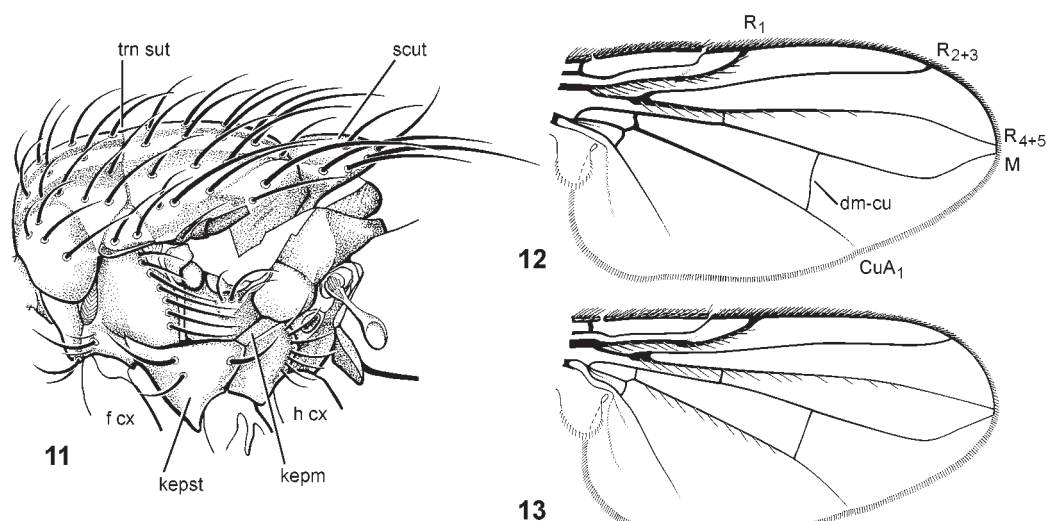 trn sut
scut
f cx
h cx
kepst
kepm
11
R1
R2+3
R4+5
M
dm-cu
CuA1
12
13